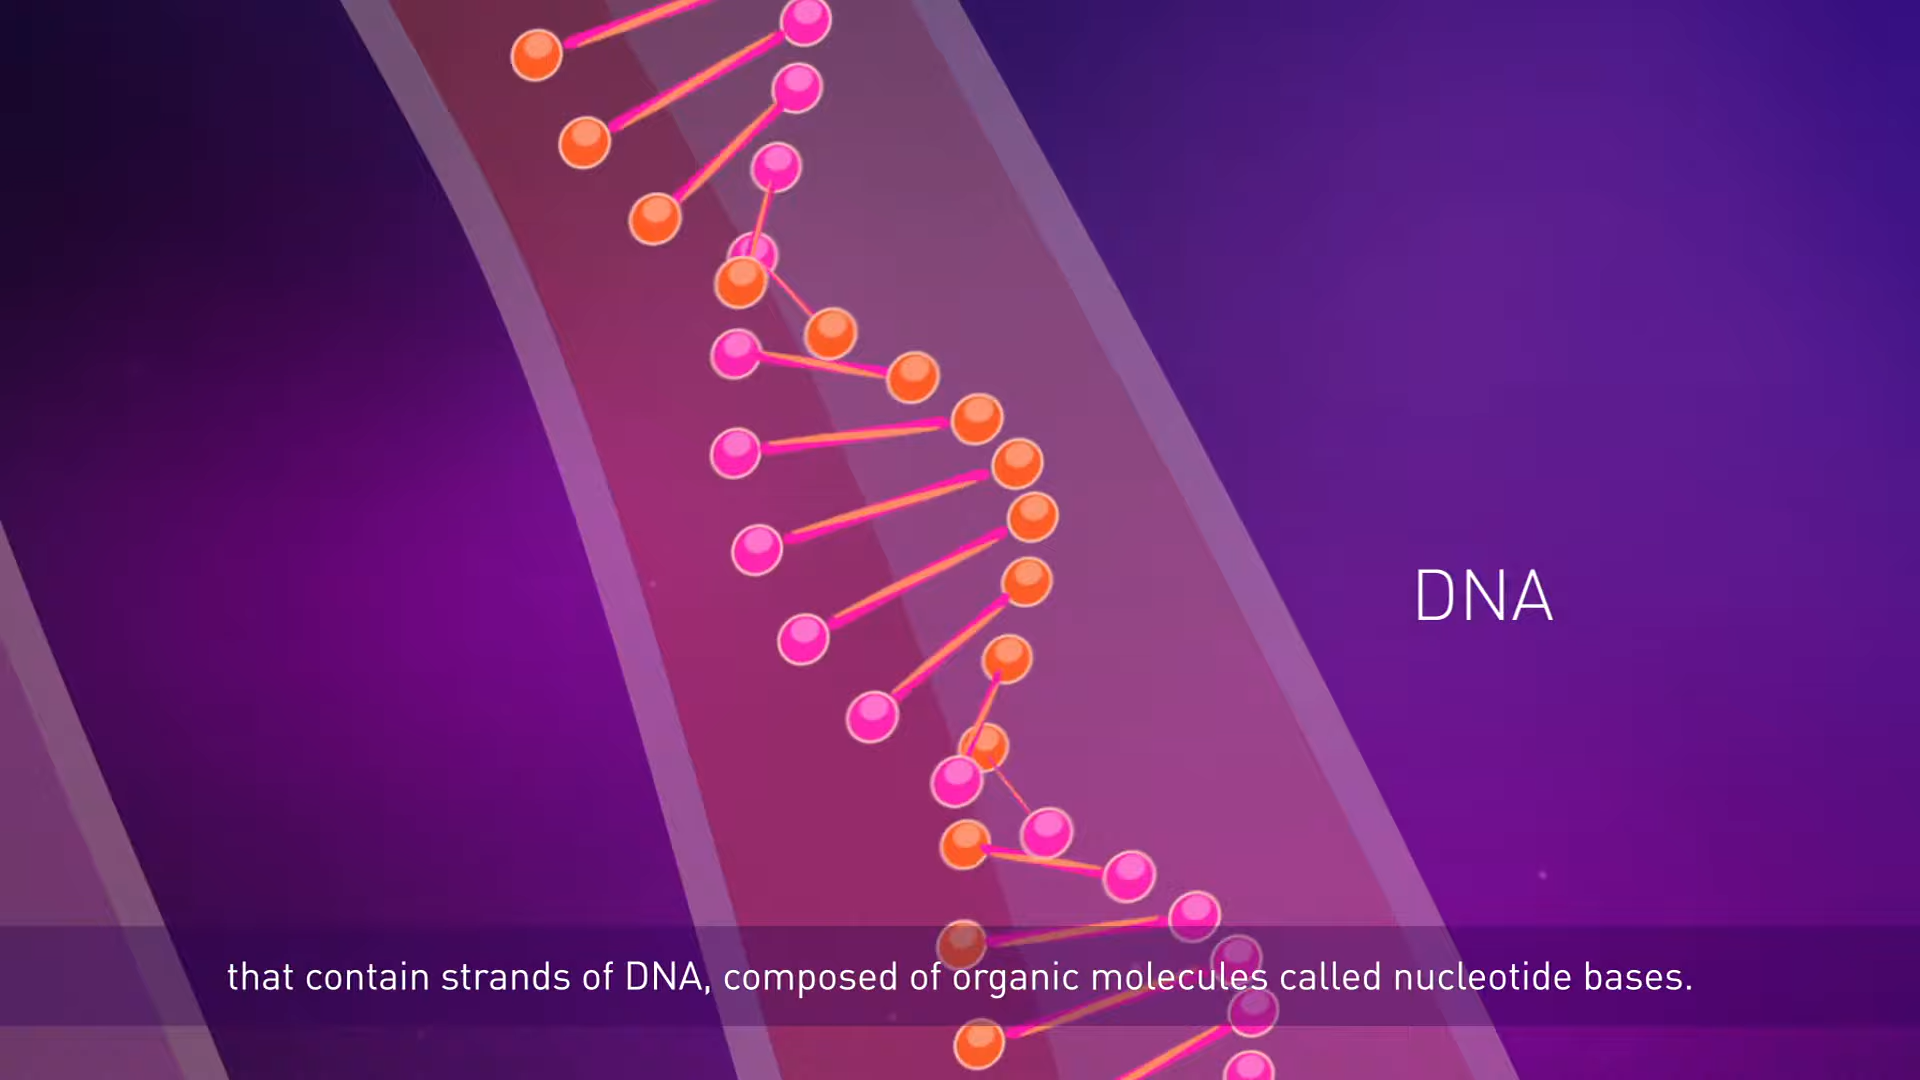 DNA
that contain strands of DNA, composed of organic molecules called nucleotide bases.